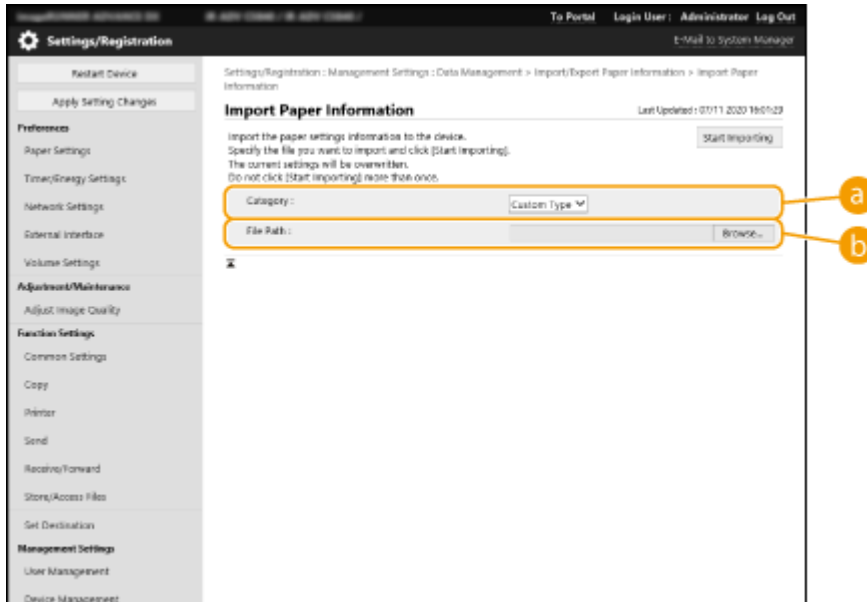 To Portal Login User : Administrator Log Out
Settings/Registration
E-Mail to System Manager
Restart Device
Apply Setting Changes
Preferences
Paper Settings
Timer/Energy Settings
Network Settings
External Interface
Volume Settings
Adjustment/Maintenance
Adjust Image Quality
Function Settings
Common Settings
Copy
Printer
Send
Receive/Forward
Store/Access Files
Set Destination
Management Settings
User Management
Device Management
Settings/Registration : Management Settings : Data Management > Import/Export Paper Information > Import Paper
Information
Import Paper Information
Last Updated : 07/11 2020 16:01:29
Import the paper settings information to the device.
Specify the file you want to import and click [Start Importing].
The current settings will be overwritten.
Do not click [Start Importing] more than once.
Start Importing
Category :
Custom Type
a
File Path :
Browse...
b